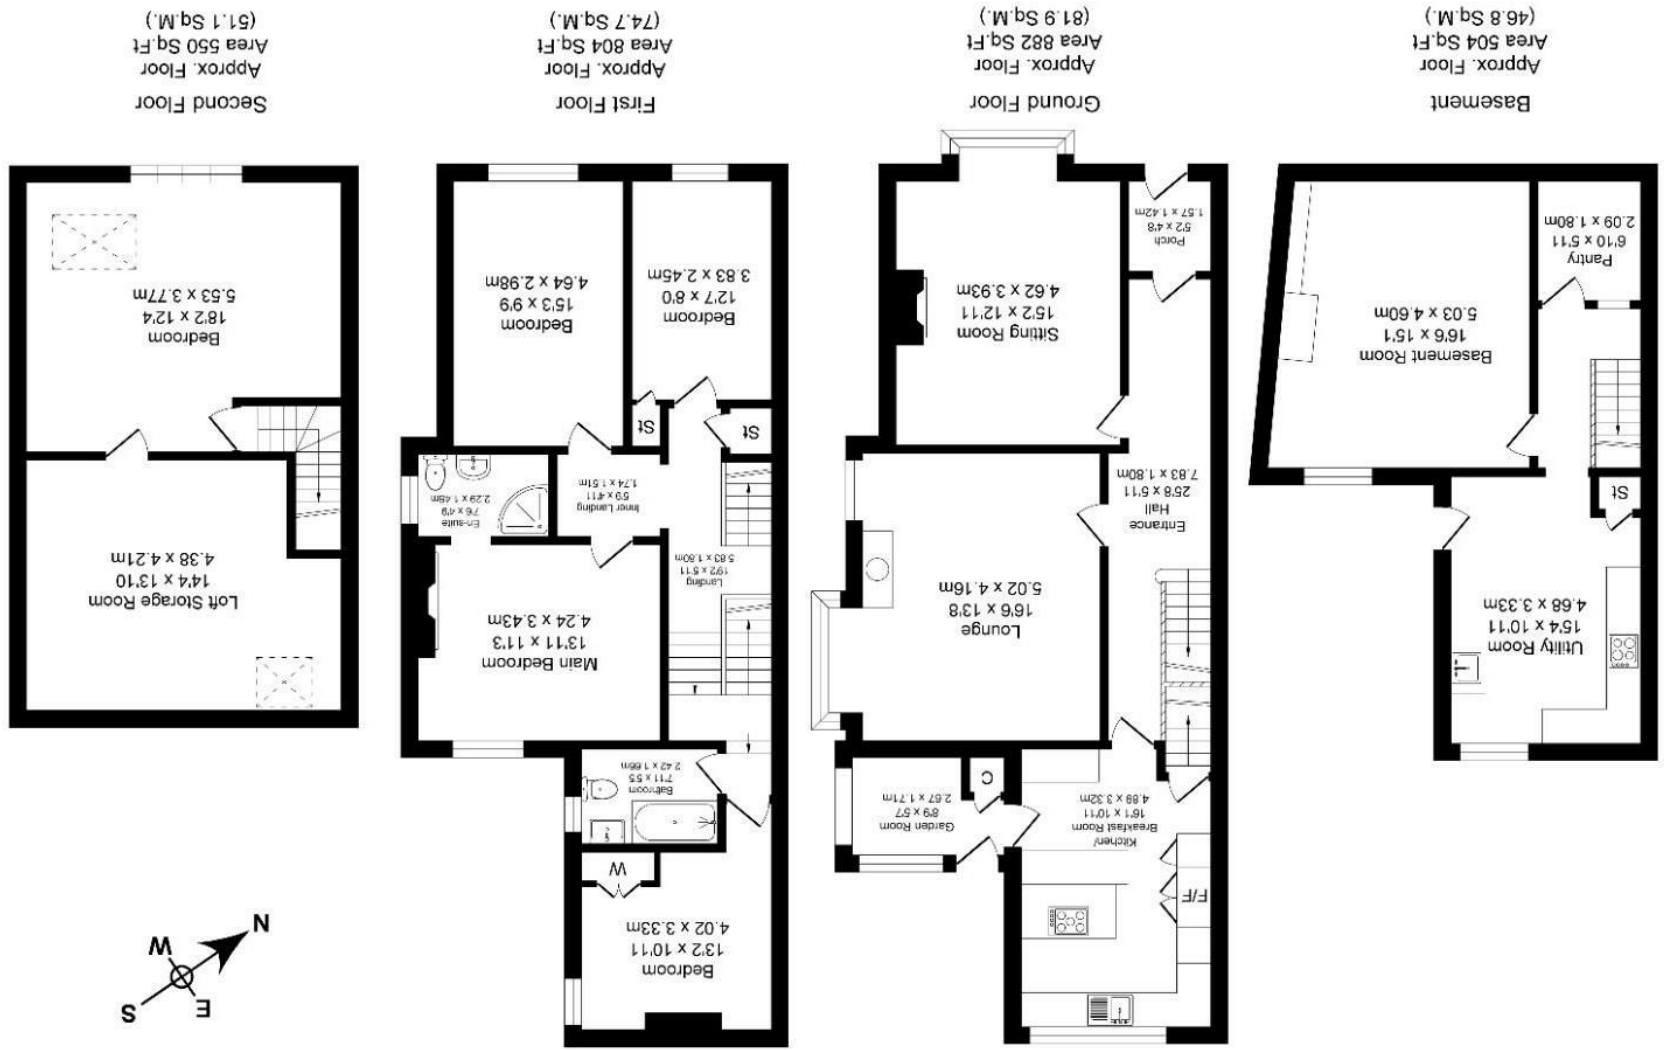 Utility Room
15'4 x 10'11
4.68 x 3.33m
St
Basement Room
16'6 x 15'1
5.03 x 4.60m
Pantry
6'10 x 5'11
2.09 x 1.80m
Basement
Approx. Floor
Area 504 Sq.Ft
(46.8 Sq.M.)
F/F
Kitchen/
Breakfast Room
16'1 x 10'11
4.89 x 3.32m
Garden Room
8'9 x 5'7
2.67 x 1.71m
C
Lounge
16'6 x 13'8
5.02 x 4.16m
Entrance
Hall
25'8 x 5'11
7.83 x 1.80m
Sitting Room
15'2 x 12'11
4.62 x 3.93m
Porch
5'2 x 4'8
1.57 x 1.42m
Ground Floor
Approx. Floor
Area 882 Sq.Ft
(81.9 Sq.M.)
Bedroom
13'2 x 10'11
4.02 x 3.33m
W
Bathroom
7'11 x 5'5
2.42 x 1.66m
Main Bedroom
13'11 x 11'3
4.24 x 3.43m
Landing
19'2 x 5'11
5.83 x 1.80m
En-suite
7'6 x 4'9
2.29 x 1.48m
Inner Landing
5'9 x 4'11
1.74 x 1.51m
St
St
Bedroom
12'7 x 8'0
3.83 x 2.45m
Bedroom
15'3 x 9'9
4.64 x 2.98m
First Floor
Approx. Floor
Area 804 Sq.Ft
(74.7 Sq.M.)
S
E
W
N
Loft Storage Room
14'4 x 13'10
4.38 x 4.21m
Bedroom
18'2 x 12'4
5.53 x 3.77m
Second Floor
Approx. Floor
Area 550 Sq.Ft
(51.1 Sq.M.)